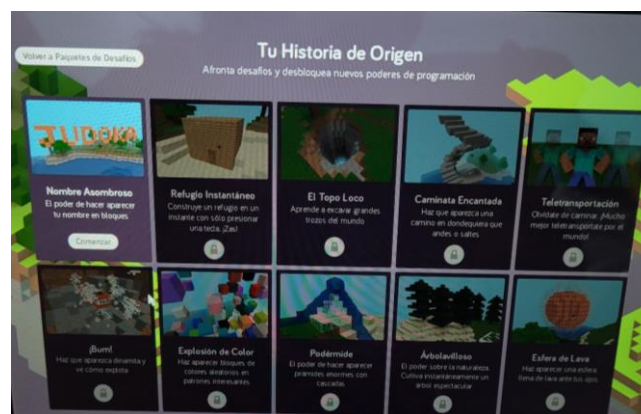 Volver a Paquetes de Desafíos
Tu Historia de Origen
Afronta desafíos y desbloquea nuevos poderes de programación
JUDOKA
Nombre Asombroso
El poder de hacer aparecer
tu nombre en bloques
Comenzar
Refugio Instantáneo
Construye un refugio en un
instante con sólo presionar
una tecla. ¡Zas!
El Topo Loco
Aprende a excavar grandes
trozos del mundo
Caminata Encantada
Haz que aparezca una
camino en dondequiera que
andes o saltes
Teletransportación
Olvídate de caminar. ¡Mucho
mejor teletranspórtate por el
mundo!
¡Bum!
Haz que aparezca dinamita y
ve cómo explota
Explosión de Color
Haz aparecer bloques de
colores aleatorios en
patrones interesantes
Podérmide
El poder de hacer aparecer
pirámides enormes con
cascadas
Árbolavilloso
El poder sobre la naturaleza.
Cultiva instantáneamente un
árbol espectacular
Esfera de Lava
Haz aparecer una esfera
llena de lava ante tus ojos